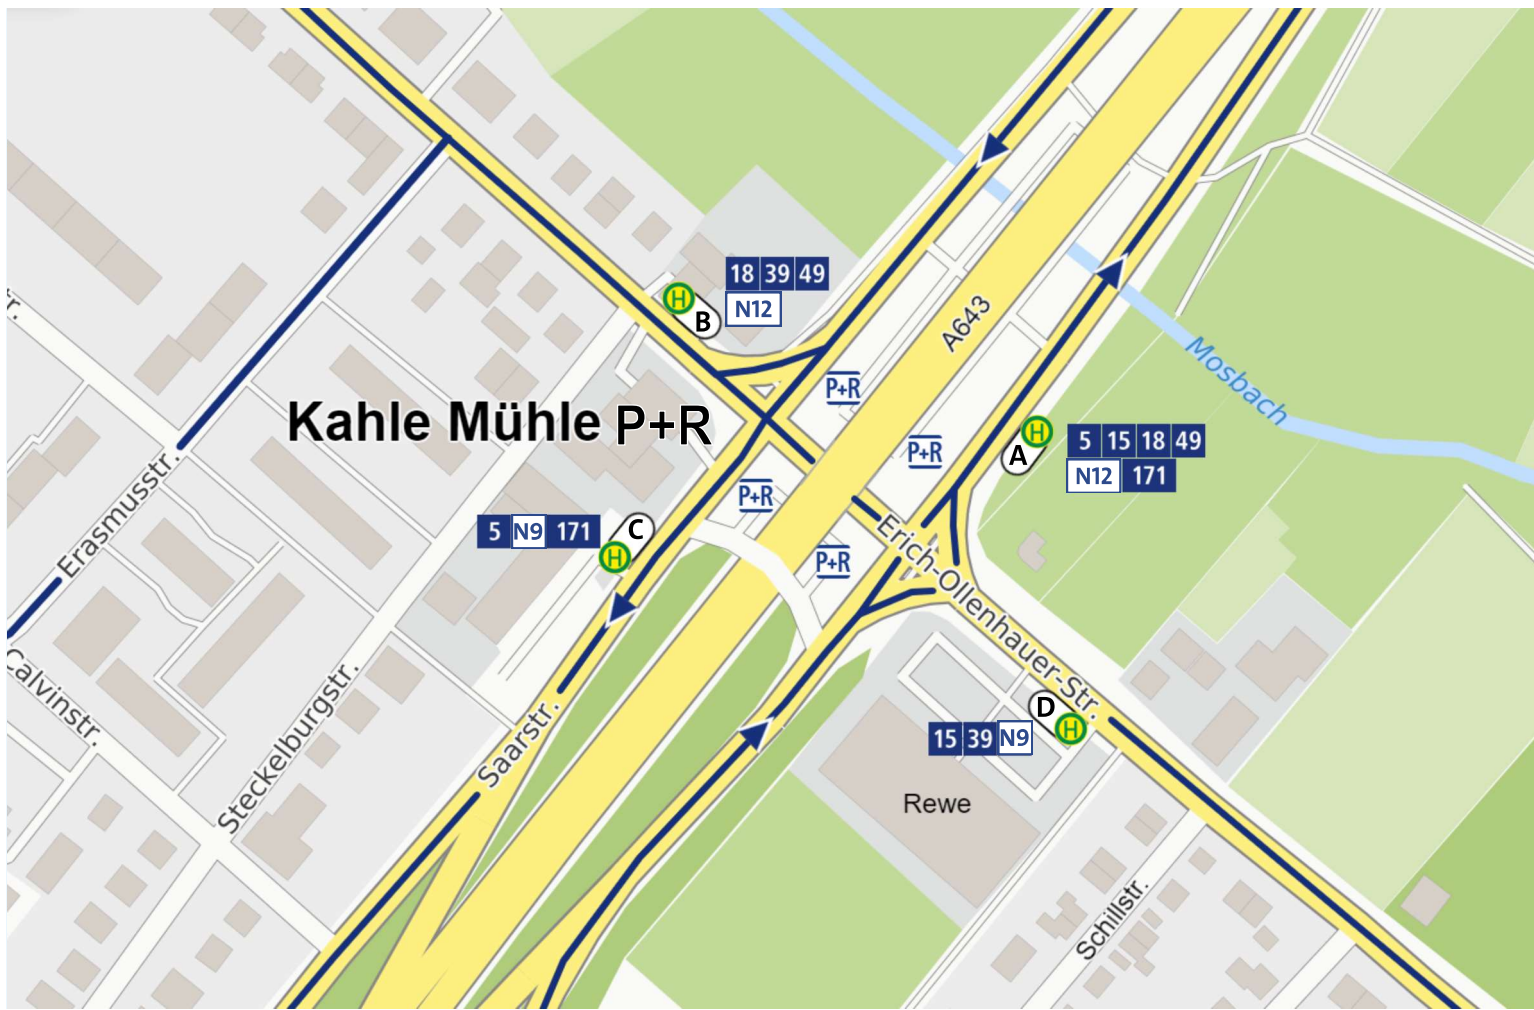 18 39 49
N12
B
A643
Mosbach
P+R
Kahle Mühle P+R
P+R
A
5 15 18 49
N12 171
P+R
Erasmusstr.
5 N9 171
C
P+R
Erich-Ollenhauer-Str.
tr.
H
H
H
H
Calvinstr.
Steckelburgstr.
Saarstr.
D
15 39 N9
Rewe
Schillstr.